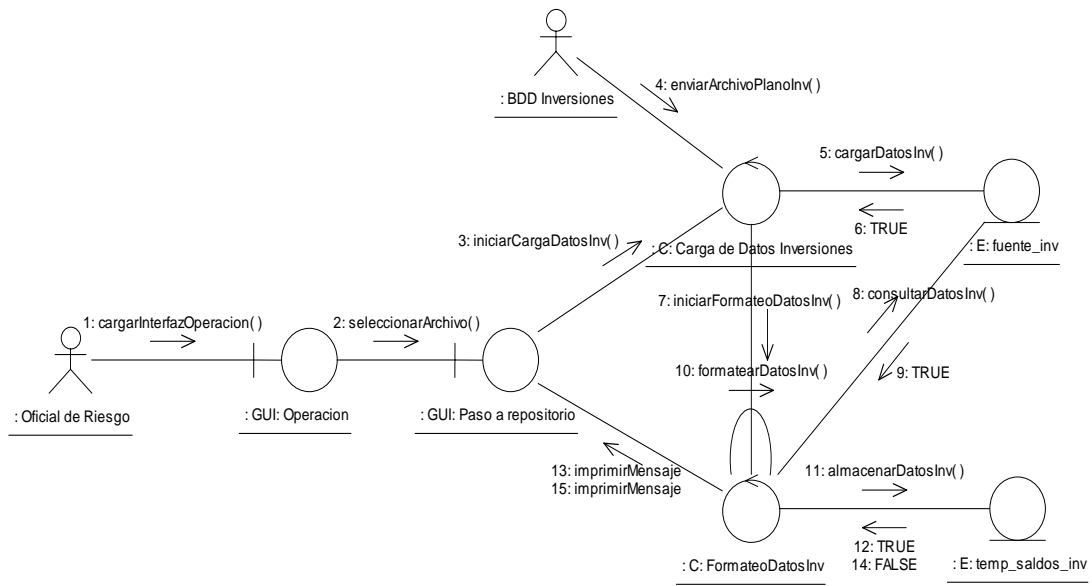 4: enviarArchivoPlanoInv( )
: BDD Inversiones
5: cargarDatosInv( )
6: TRUE
3: iniciarCargaDatosInv( )
: C: Carga de Datos Inversiones
: E: fuente_inv
7: iniciarFormateoDatosInv( )
8: consultarDatosInv( )
1: cargarInterfazOperacion( )
2: seleccionarArchivo( )
10: formatearDatosInv( )
9: TRUE
: Oficial de Riesgo
: GUI: Operacion
: GUI: Paso a repositorio
13: imprimirMensaje
15: imprimirMensaje
11: almacenarDatosInv( )
12: TRUE
14: FALSE
: C: FormateoDatosInv
: E: temp_saldos_inv